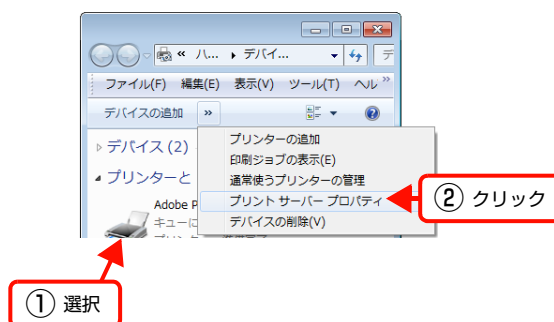 « ハ... ▸ デバイ... デ
ファイル(F) 編集(E) 表示(V) ツール(T) ヘル »
デバイスの追加 »
デバイス (2)
プリンターと
Adobe P
キューに
プリンターの追加
印刷ジョブの表示(E)
通常使うプリンターの管理
プリント サーバー プロパティ
デバイスの削除(V)
② クリック
① 選択